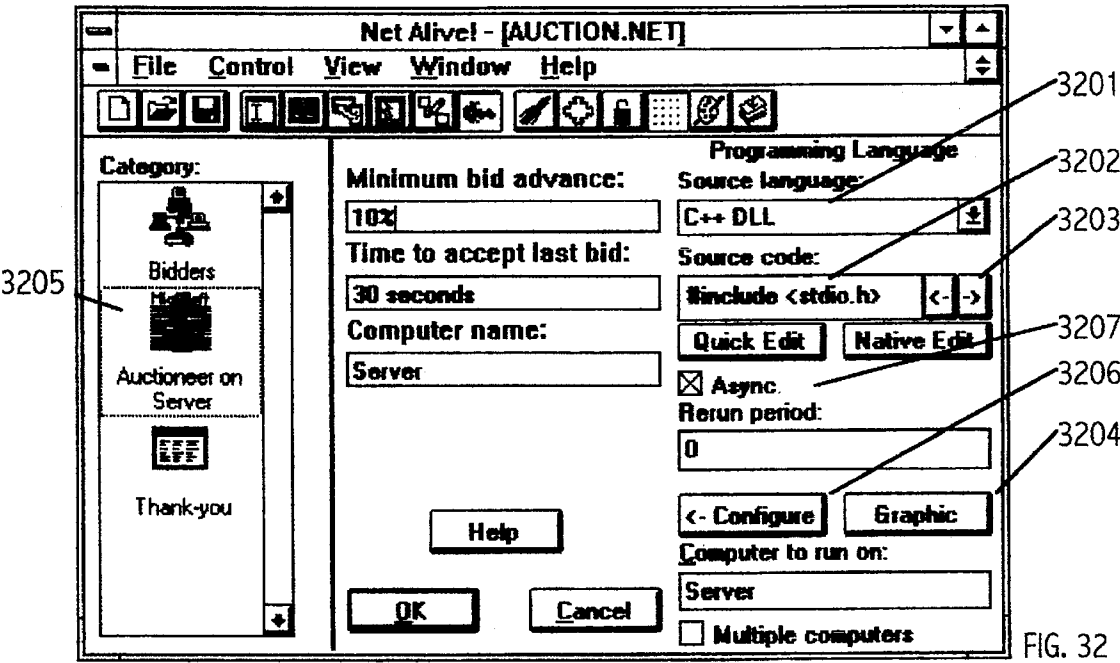 Net Alive! - [AUCTION.NET]
File Control View Window Help
Category:
Bidders
Microsoft
Auctioneer on
Server
Thank-you
Minimum bid advance:
10%
Time to accept last bid:
30 seconds
Computer name:
Server
Help
OK
Cancel
Programming Language
Source language:
C++ DLL
Source code:
#include <stdio.h>
<- ->
Quick Edit
Native Edit
Async.
Rerun period:
0
<- Configure
Graphic
Computer to run on:
Server
Multiple computers
3201
3202
3203
3207
3206
3204
3205
FIG. 32